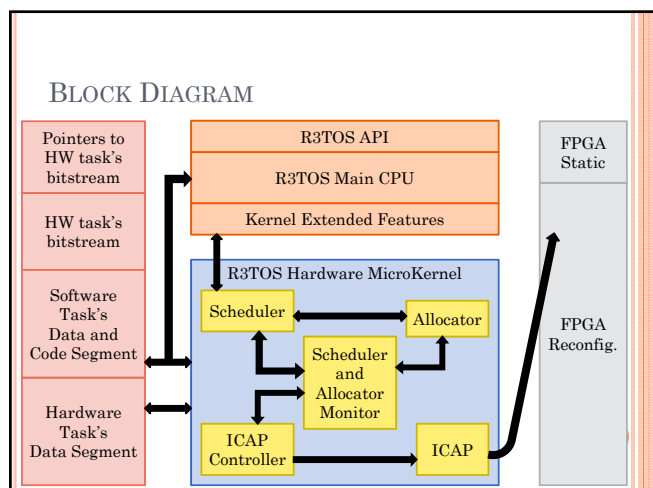 BLOCK DIAGRAM
Pointers to
HW task's
bitstream
HW task's
bitstream
Software
Task's
Data and
Code Segment
Hardware
Task's
Data Segment
R3TOS API
R3TOS Main CPU
Kernel Extended Features
R3TOS Hardware MicroKernel
Scheduler
Allocator
Scheduler
and
Allocator
Monitor
ICAP
Controller
ICAP
FPGA
Static
FPGA
Reconfig.